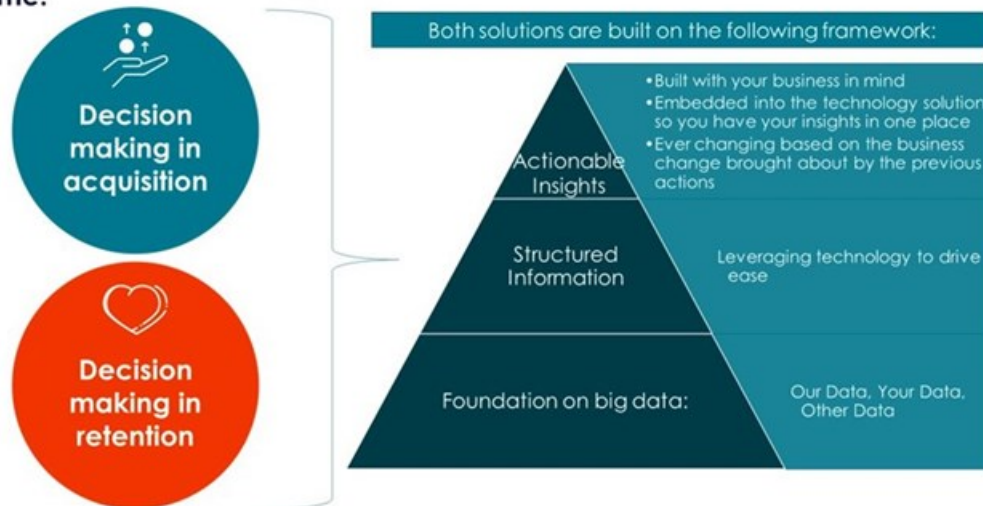 Decision
making in
acquisition
Decision
making in
retention
Both solutions are built on the following framework:
Actionable
Insights
•Built with your business in mind
•Embedded into the technology solution
so you have your insights in one place
•Ever changing based on the business
change brought about by the previous
actions
Structured
Information
Leveraging technology to drive
ease
Foundation on big data:
Our Data, Your Data,
Other Data